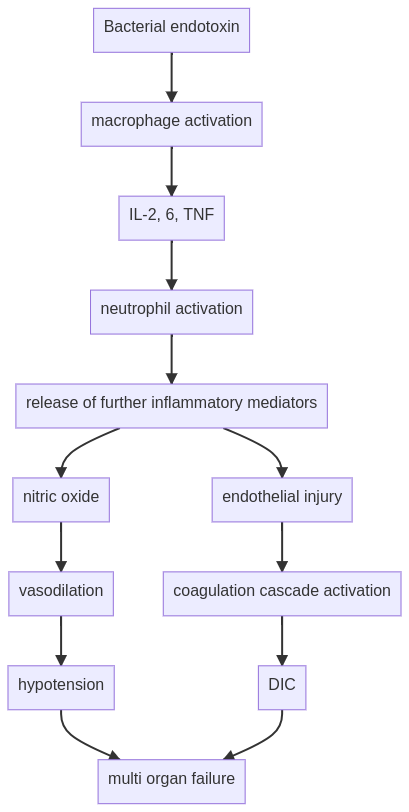 Bacterial endotoxin
macrophage activation
IL-2, 6, TNF
neutrophil activation
release of further inflammatory mediators
nitric oxide
endothelial injury
vasodilation
coagulation cascade activation
hypotension
DIC
multi organ failure